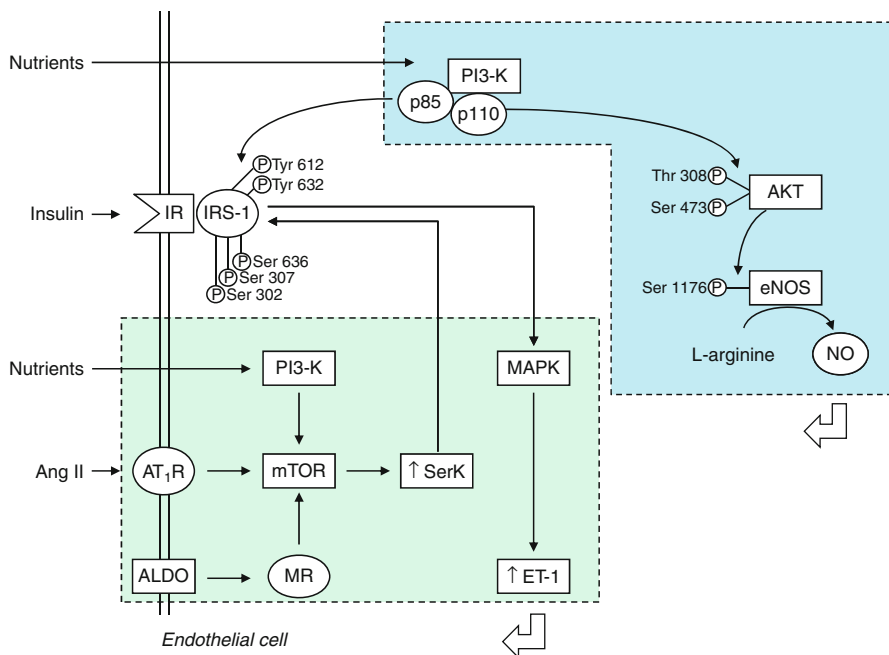 Nutrients
PI3-K
p85
p110
Ⓟ Tyr 612
Ⓟ Tyr 632
Thr 308 Ⓟ
AKT
Ser 473 Ⓟ
Insulin
IR
IRS-1
Ⓟ Ser 636
Ⓟ Ser 307
Ⓟ Ser 302
Ser 1176 Ⓟ
eNOS
L-arginine
NO
Nutrients
PI3-K
MAPK
Ang II
AT₁R
mTOR
↑ SerK
ALDO
MR
↑ ET-1
Endothelial cell